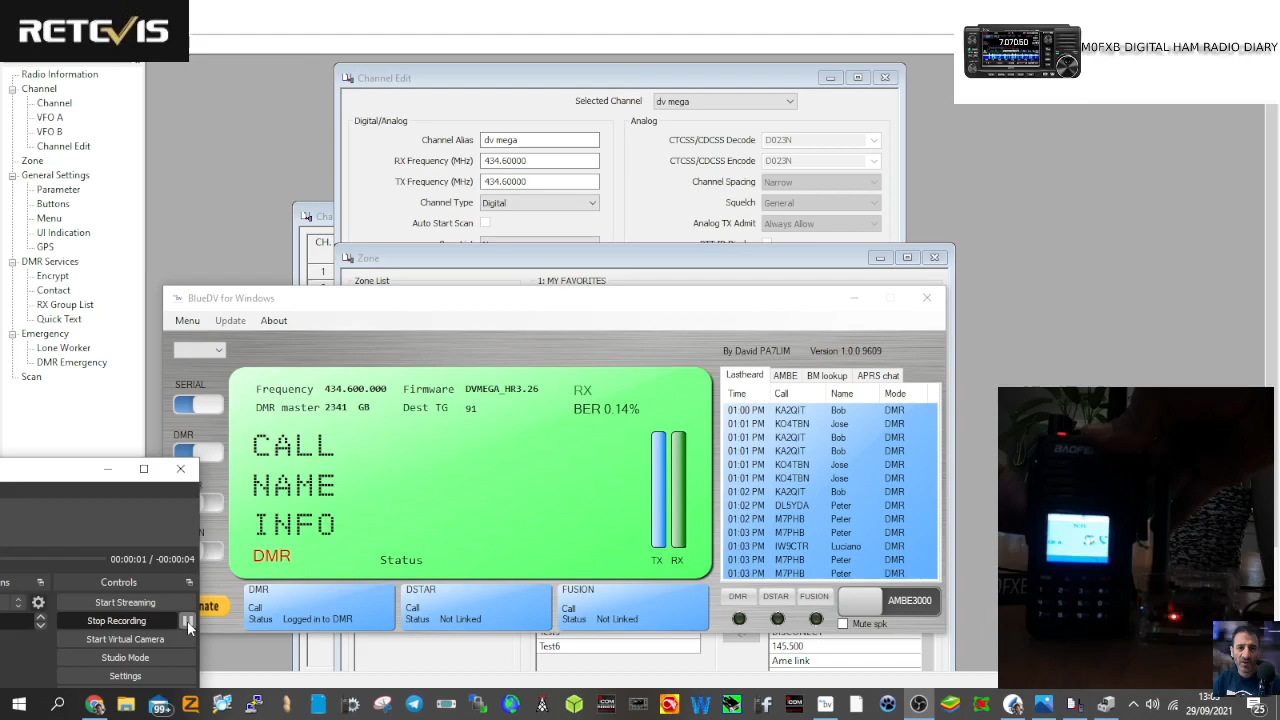 RETEVIS
7.070.50
M0FXB DIGITAL HAM RADIO DIARY
Radio Information
Channel
Channel
VFO A
VFO B
Channel Edit
Zone
General Settings
Parameter
Buttons
Menu
UI Indication
GPS
DMR Services
Encrypt
Contact
RX Group List
Quick Text
Emergency
Lone Worker
DMR Emergency
Scan
Channel Edit
Selected Channel dv mega
Digital/Analog
Channel Alias dv mega
RX Frequency (MHz) 434.60000
TX Frequency (MHz) 434.60000
Channel Type Digital
Auto Start Scan
Analog
CTCSS/CDCSS Decode D023N
CTCSS/CDCSS Encode D023N
Channel Spacing Narrow
Squelch General
Analog TX Admit Always Allow
Cha
CH.
1
Zone
Zone List
1: MY FAVORITES
BlueDV for Windows
Menu Update About
By David PA7LIM Version 1.0.0.9609
SERIAL
DMR
Frequency 434.600.000 Firmware DVMEGA_HR3.26 RX
DMR master 2341 GB Dest TG 91 BER 0.14%
CALL
NAME
INFO
DMR Status
TX RX
Lastheard AMBE BM lookup APRS chat
Time Call Name Mode
01:00 PM KA2QIT Bob DMR
01:01 PM KO4TBN Jose DMR
01:01 PM KA2QIT Bob DMR
01:01 PM KO4TBN Jose DMR
01:01 PM KA2QIT Bob DMR
01:01 PM KO4TBN Jose DMR
01:02 PM KA2QIT Bob DMR
01:02 PM DL5YDA Peter DMR
01:02 PM M7PHB Peter DMR
01:03 PM M7PHB Peter DMR
01:03 PM IW5CTR Luciano DMR
01:03 PM M7PHB Peter DMR
01:03 PM M7PHB Peter DMR
DMR
Call
Status Logged in to DMR
DSTAR
Call
Status Not Linked
FUSION
Call
Status Not Linked
DMR DSTAR FUSION
AMBE3000
Mute spk
nate
00:00:01 / -00:00:04
ns
Controls
Start Streaming
Stop Recording
Start Virtual Camera
Studio Mode
Settings
Test6
145.500
Ame link
BAOFE
0FXB
99+
29/09/2021
25